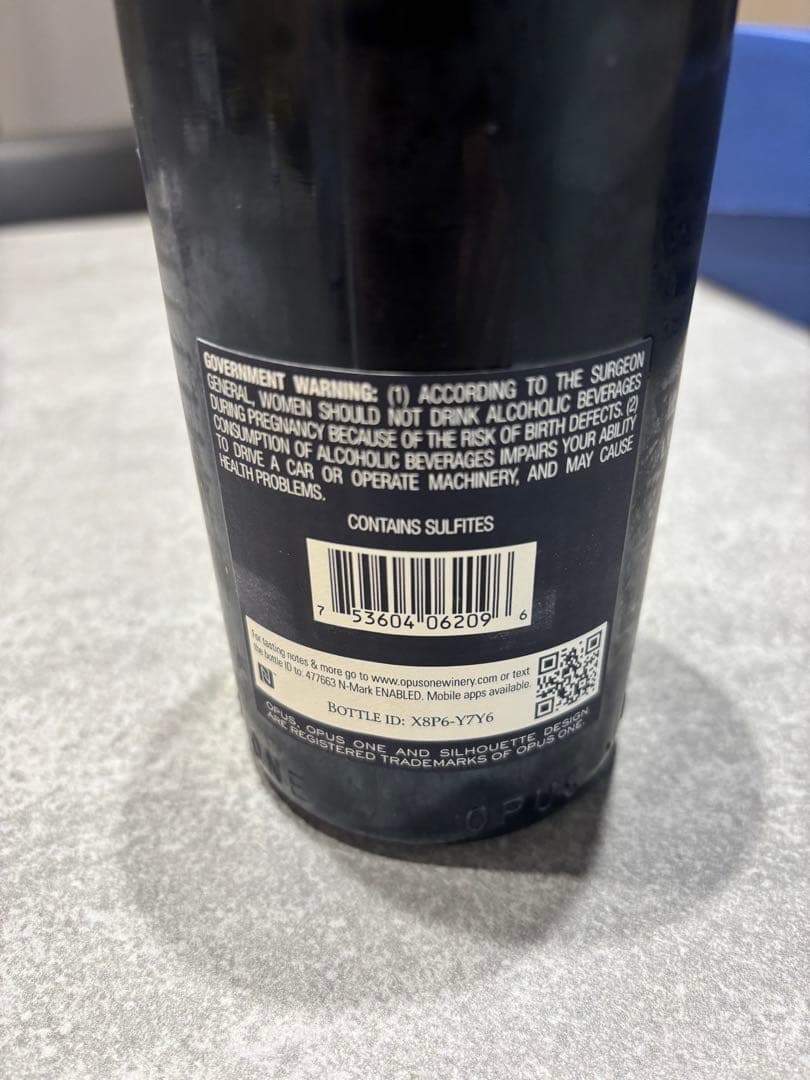 GOVERNMENT WARNING: (1) ACCORDING TO THE SURGEON
GENERAL, WOMEN SHOULD NOT DRINK ALCOHOLIC BEVERAGES
DURING PREGNANCY BECAUSE OF THE RISK OF BIRTH DEFECTS. (2)
CONSUMPTION OF ALCOHOLIC BEVERAGES IMPAIRS YOUR ABILITY
TO DRIVE A CAR OR OPERATE MACHINERY, AND MAY CAUSE
HEALTH PROBLEMS.
CONTAINS SULFITES
7 53604 06209 6
For tasting notes & more go to www.opusonewinery.com or text
the bottle ID to: 477663 N-Mark ENABLED. Mobile apps available.
N
BOTTLE ID: X8P6-Y7Y6
OPUS, OPUS ONE AND SILHOUETTE DESIGN
ARE REGISTERED TRADEMARKS OF OPUS ONE.
ONE OPUS